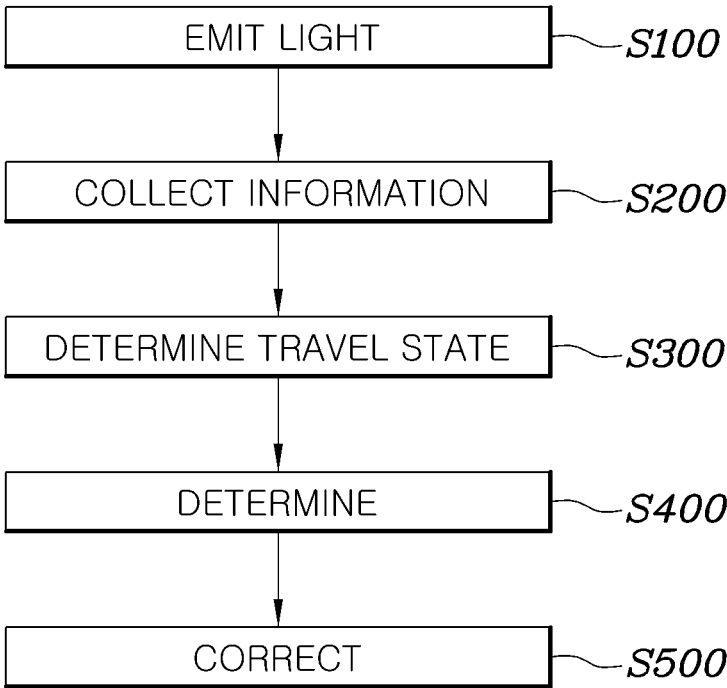 EMIT LIGHT S100
COLLECT INFORMATION S200
DETERMINE TRAVEL STATE S300
DETERMINE S400
CORRECT S500